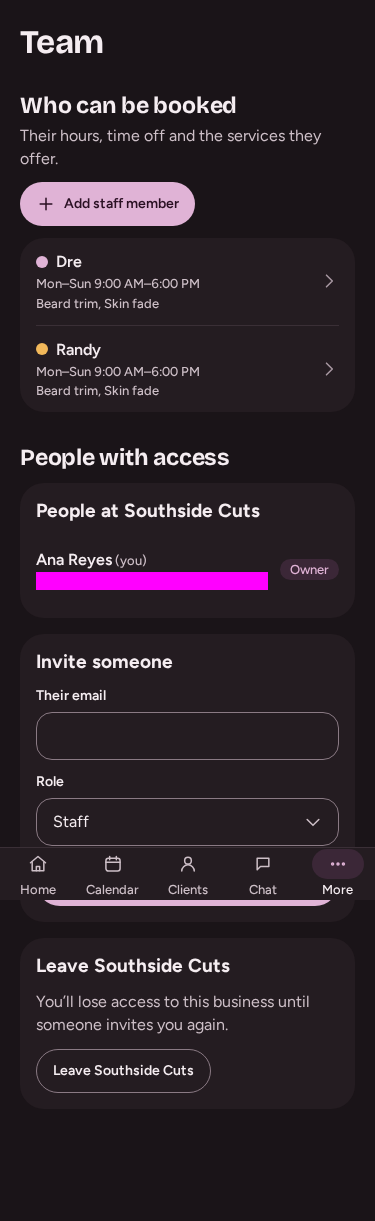 Team
Who can be booked
Their hours, time off and the services they
offer.
Add staff member
Dre
Mon–Sun 9:00 AM–6:00 PM
Beard trim, Skin fade
Randy
Mon–Sun 9:00 AM–6:00 PM
Beard trim, Skin fade
People with access
People at Southside Cuts
Ana Reyes (you)
Owner
Invite someone
Their email
Role
Staff
Home
Calendar
Clients
Chat
More
Leave Southside Cuts
You’ll lose access to this business until
someone invites you again.
Leave Southside Cuts